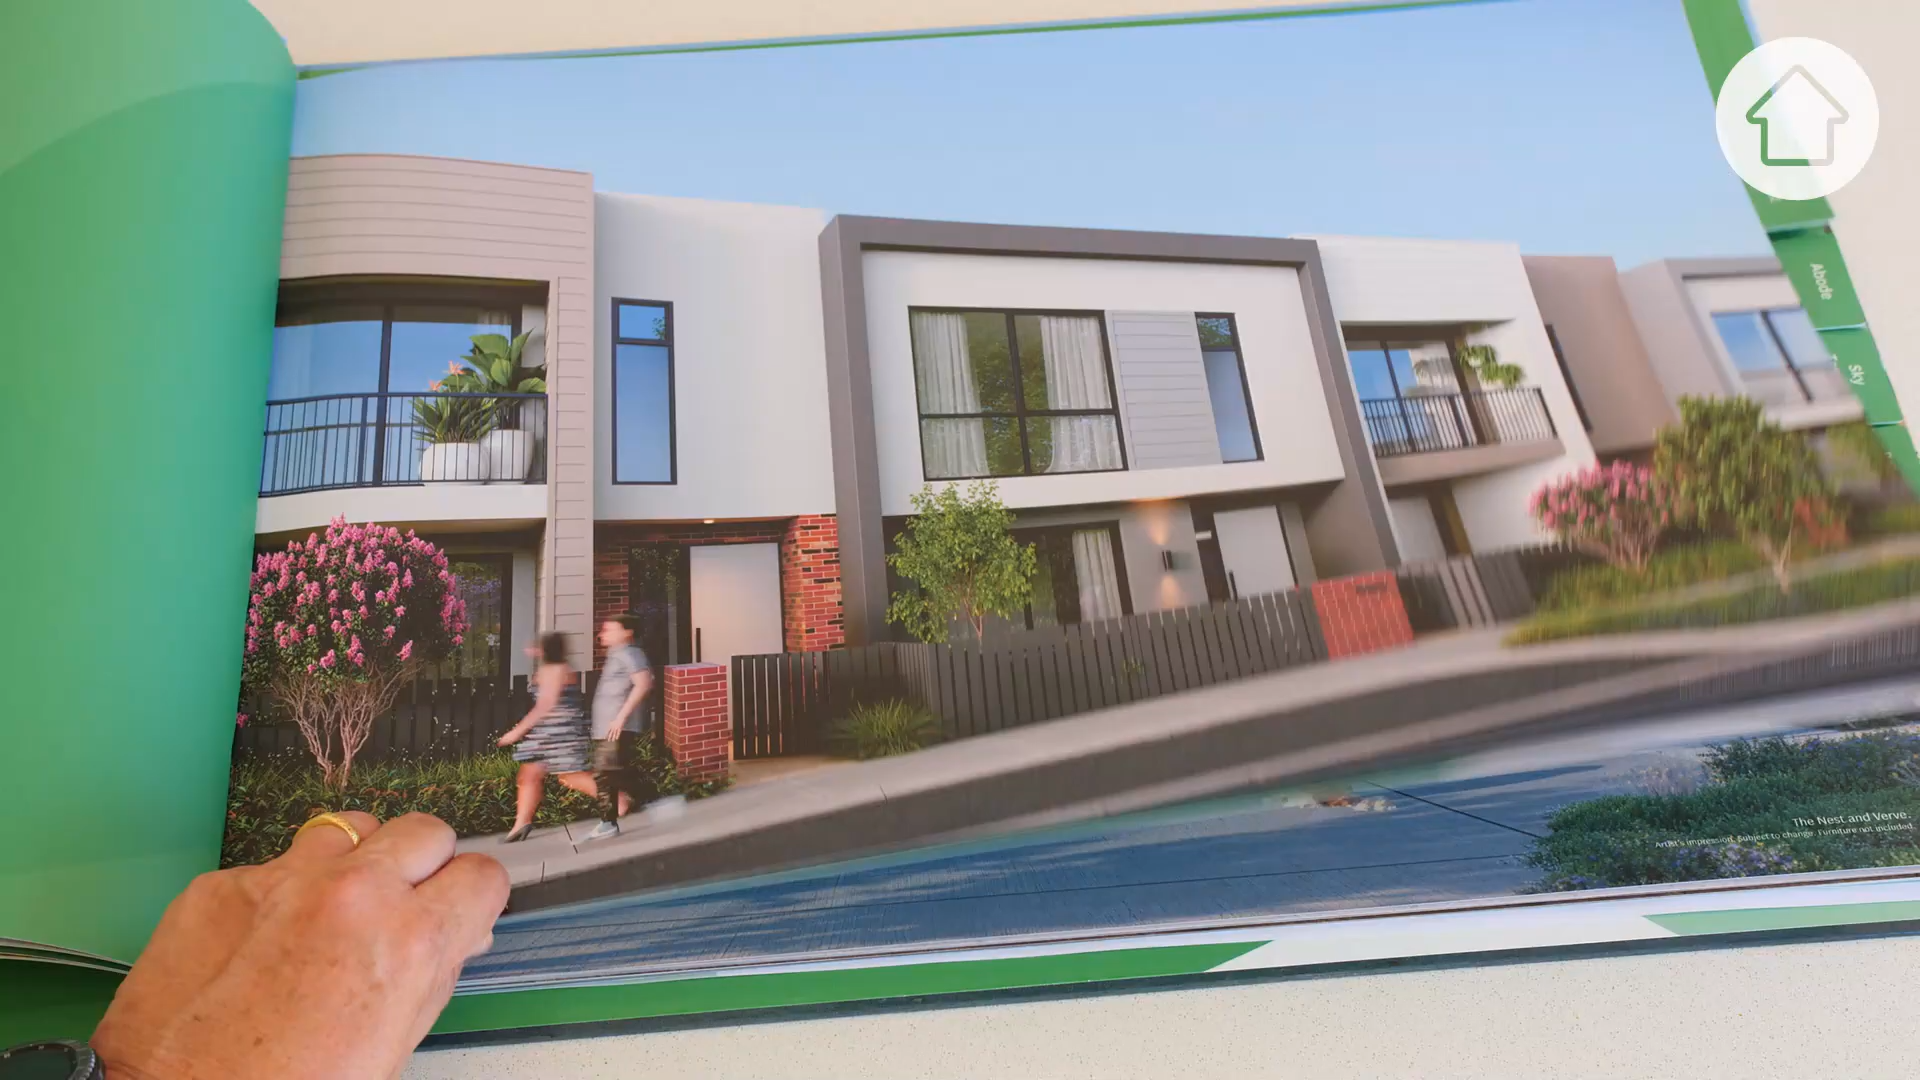 Abode
Sky
The Nest and Verve.
Artist's impression. Subject to change. Furniture not included.